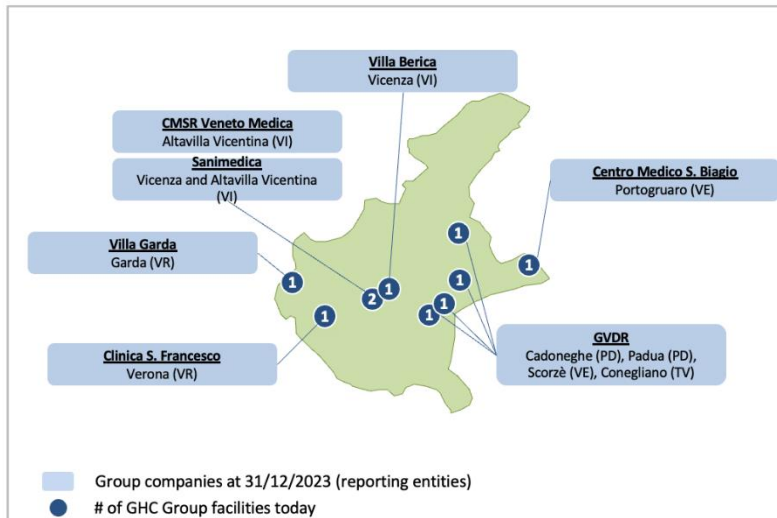 Villa Berica
Vicenza (VI)
CMSR Veneto Medica
Altavilla Vicentina (VI)
Sanimedica
Vicenza and Altavilla Vicentina
(VI)
Centro Medico S. Biagio
Portogruaro (VE)
Villa Garda
Garda (VR)
1
1
1
2
1
1
1
1
1
Clinica S. Francesco
Verona (VR)
GVDR
Cadoneghe (PD), Padua (PD),
Scorzè (VE), Conegliano (TV)
Group companies at 31/12/2023 (reporting entities)
# of GHC Group facilities today